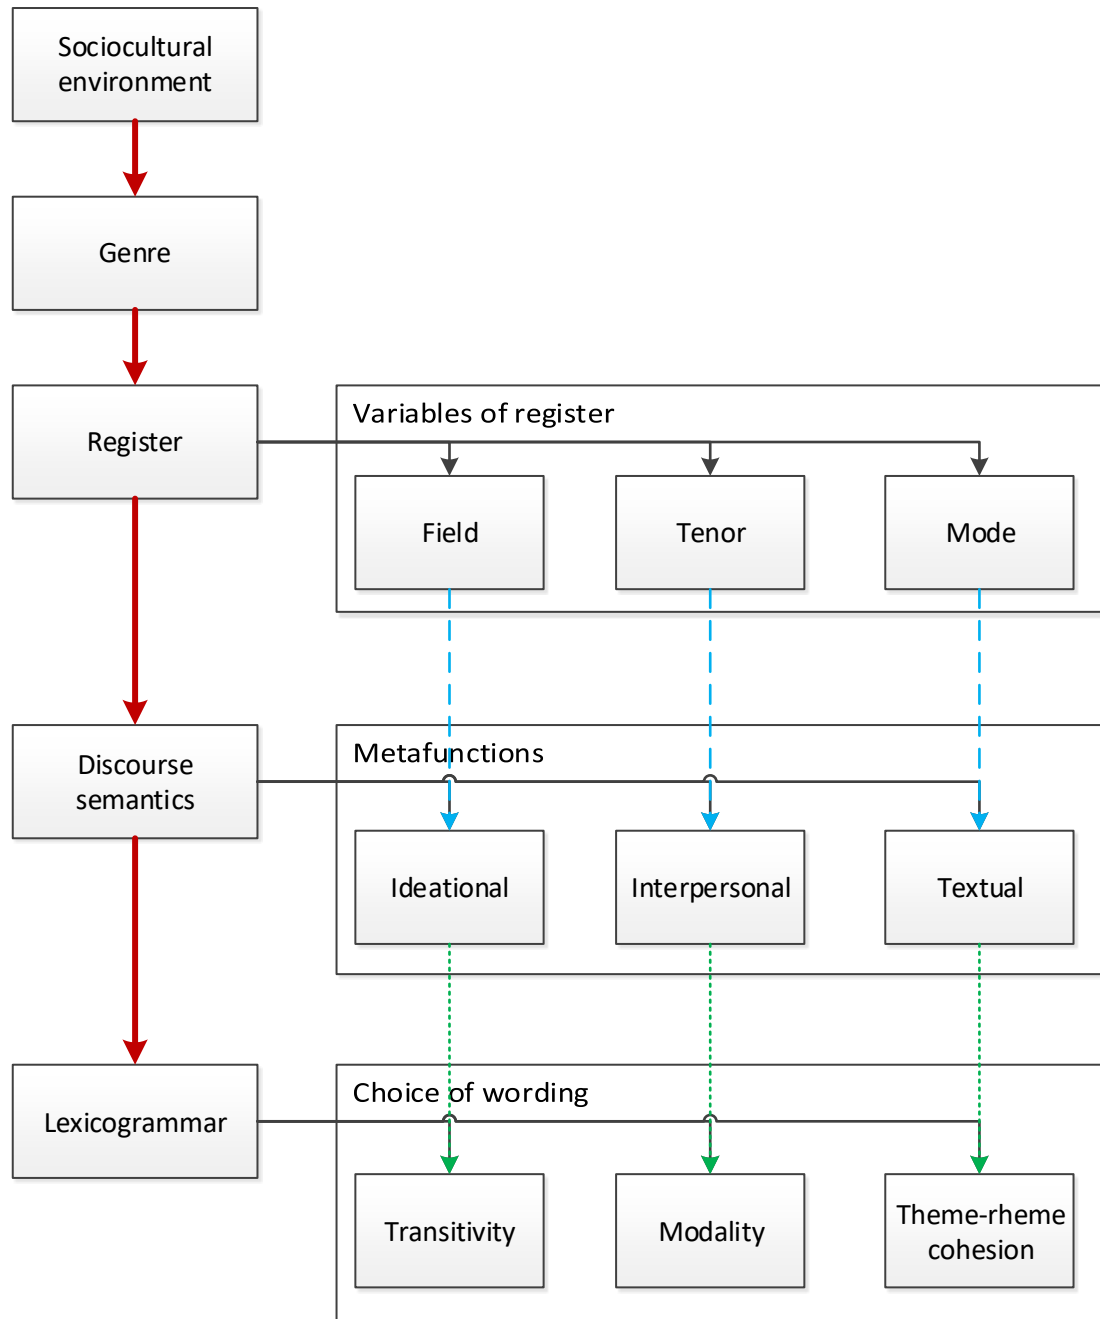 Sociocultural
environment
Genre
Register
Variables of register
Field
Tenor
Mode
Discourse
semantics
Metafunctions
Ideational
Interpersonal
Textual
Lexicogrammar
Choice of wording
Transitivity
Modality
Theme-rheme
cohesion